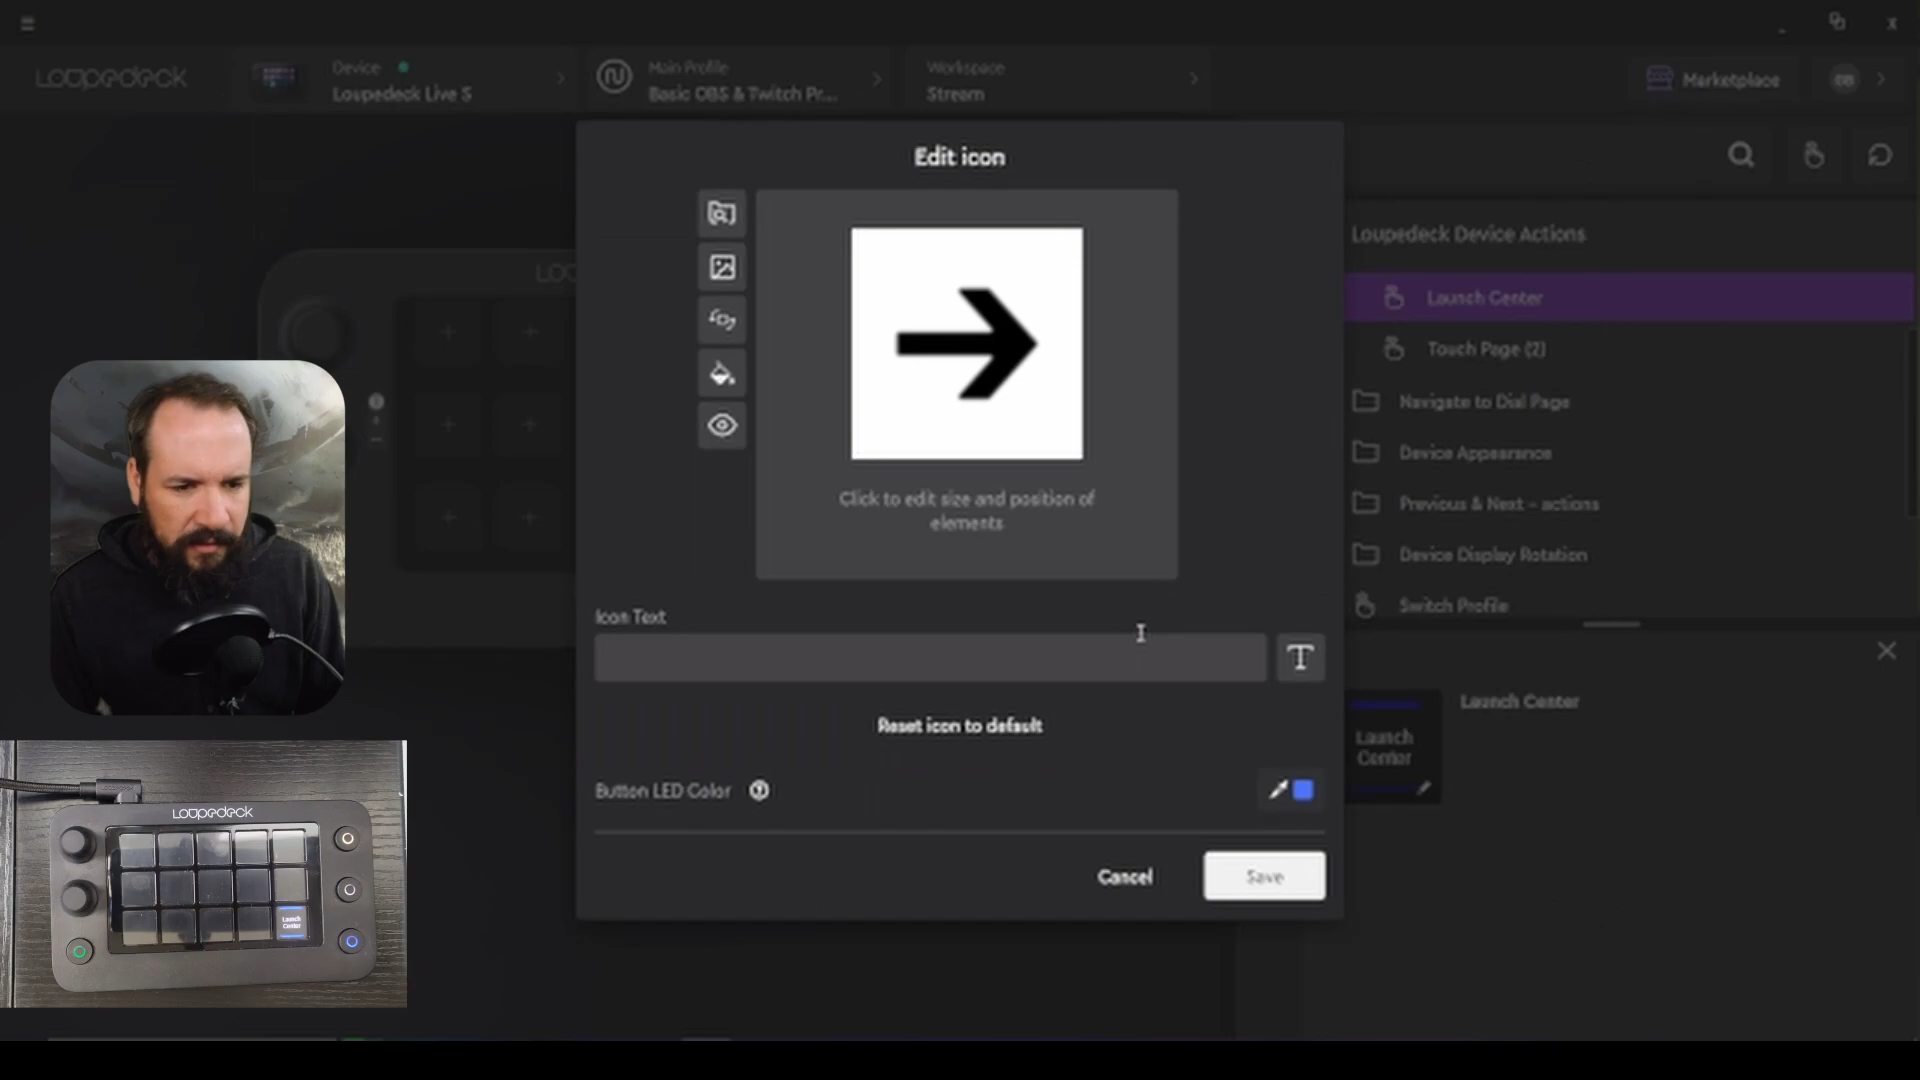 Loupedeck
Device
Loupedeck Live S
Main Profile
Basic OBS & Twitch Pr...
Workspace
Stream
Marketplace
Edit icon
Click to edit size and position of
elements
Icon Text
T
Reset icon to default
Button LED Color
Cancel
Save
Loupedeck Device Actions
Launch Center
Touch Page (2)
Navigate to Dial Page
Device Appearance
Previous & Next - actions
Device Display Rotation
Switch Profile
Launch Center
Launch
Center
Loupedeck
Launch
Center